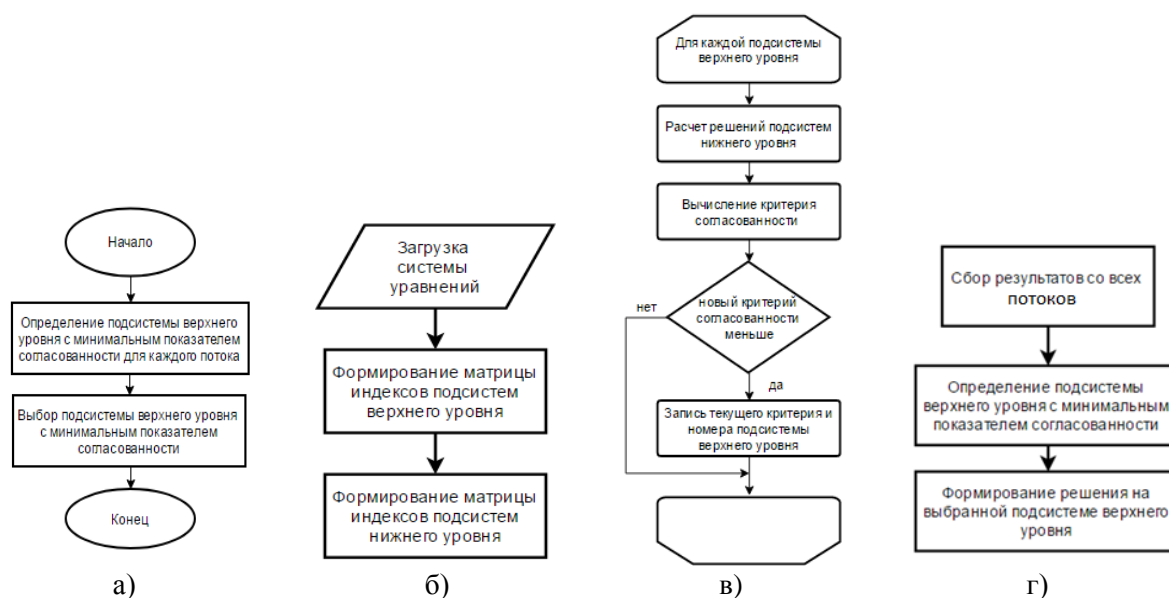 Начало
Определение подсистемы верхнего
уровня с минимальным показателем
согласованности для каждого потока
Выбор подсистемы верхнего уровня
с минимальным показателем
согласованности
Конец
а)
Загрузка
системы
уравнений
Формирование матрицы
индексов подсистем
верхнего уровня
Формирование матрицы
индексов подсистем
нижнего уровня
б)
Для каждой подсистемы
верхнего уровня
Расчет решений подсистем
нижнего уровня
Вычисление критерия
согласованности
новый критерий
согласованности
меньше
нет
да
Запись текущего критерия и
номера подсистемы
верхнего уровня
в)
Сбор результатов со всех
потоков
Определение подсистемы
верхнего уровня с минимальным
показателем согласованности
Формирование решения на
выбранной подсистеме верхнего
уровня
г)